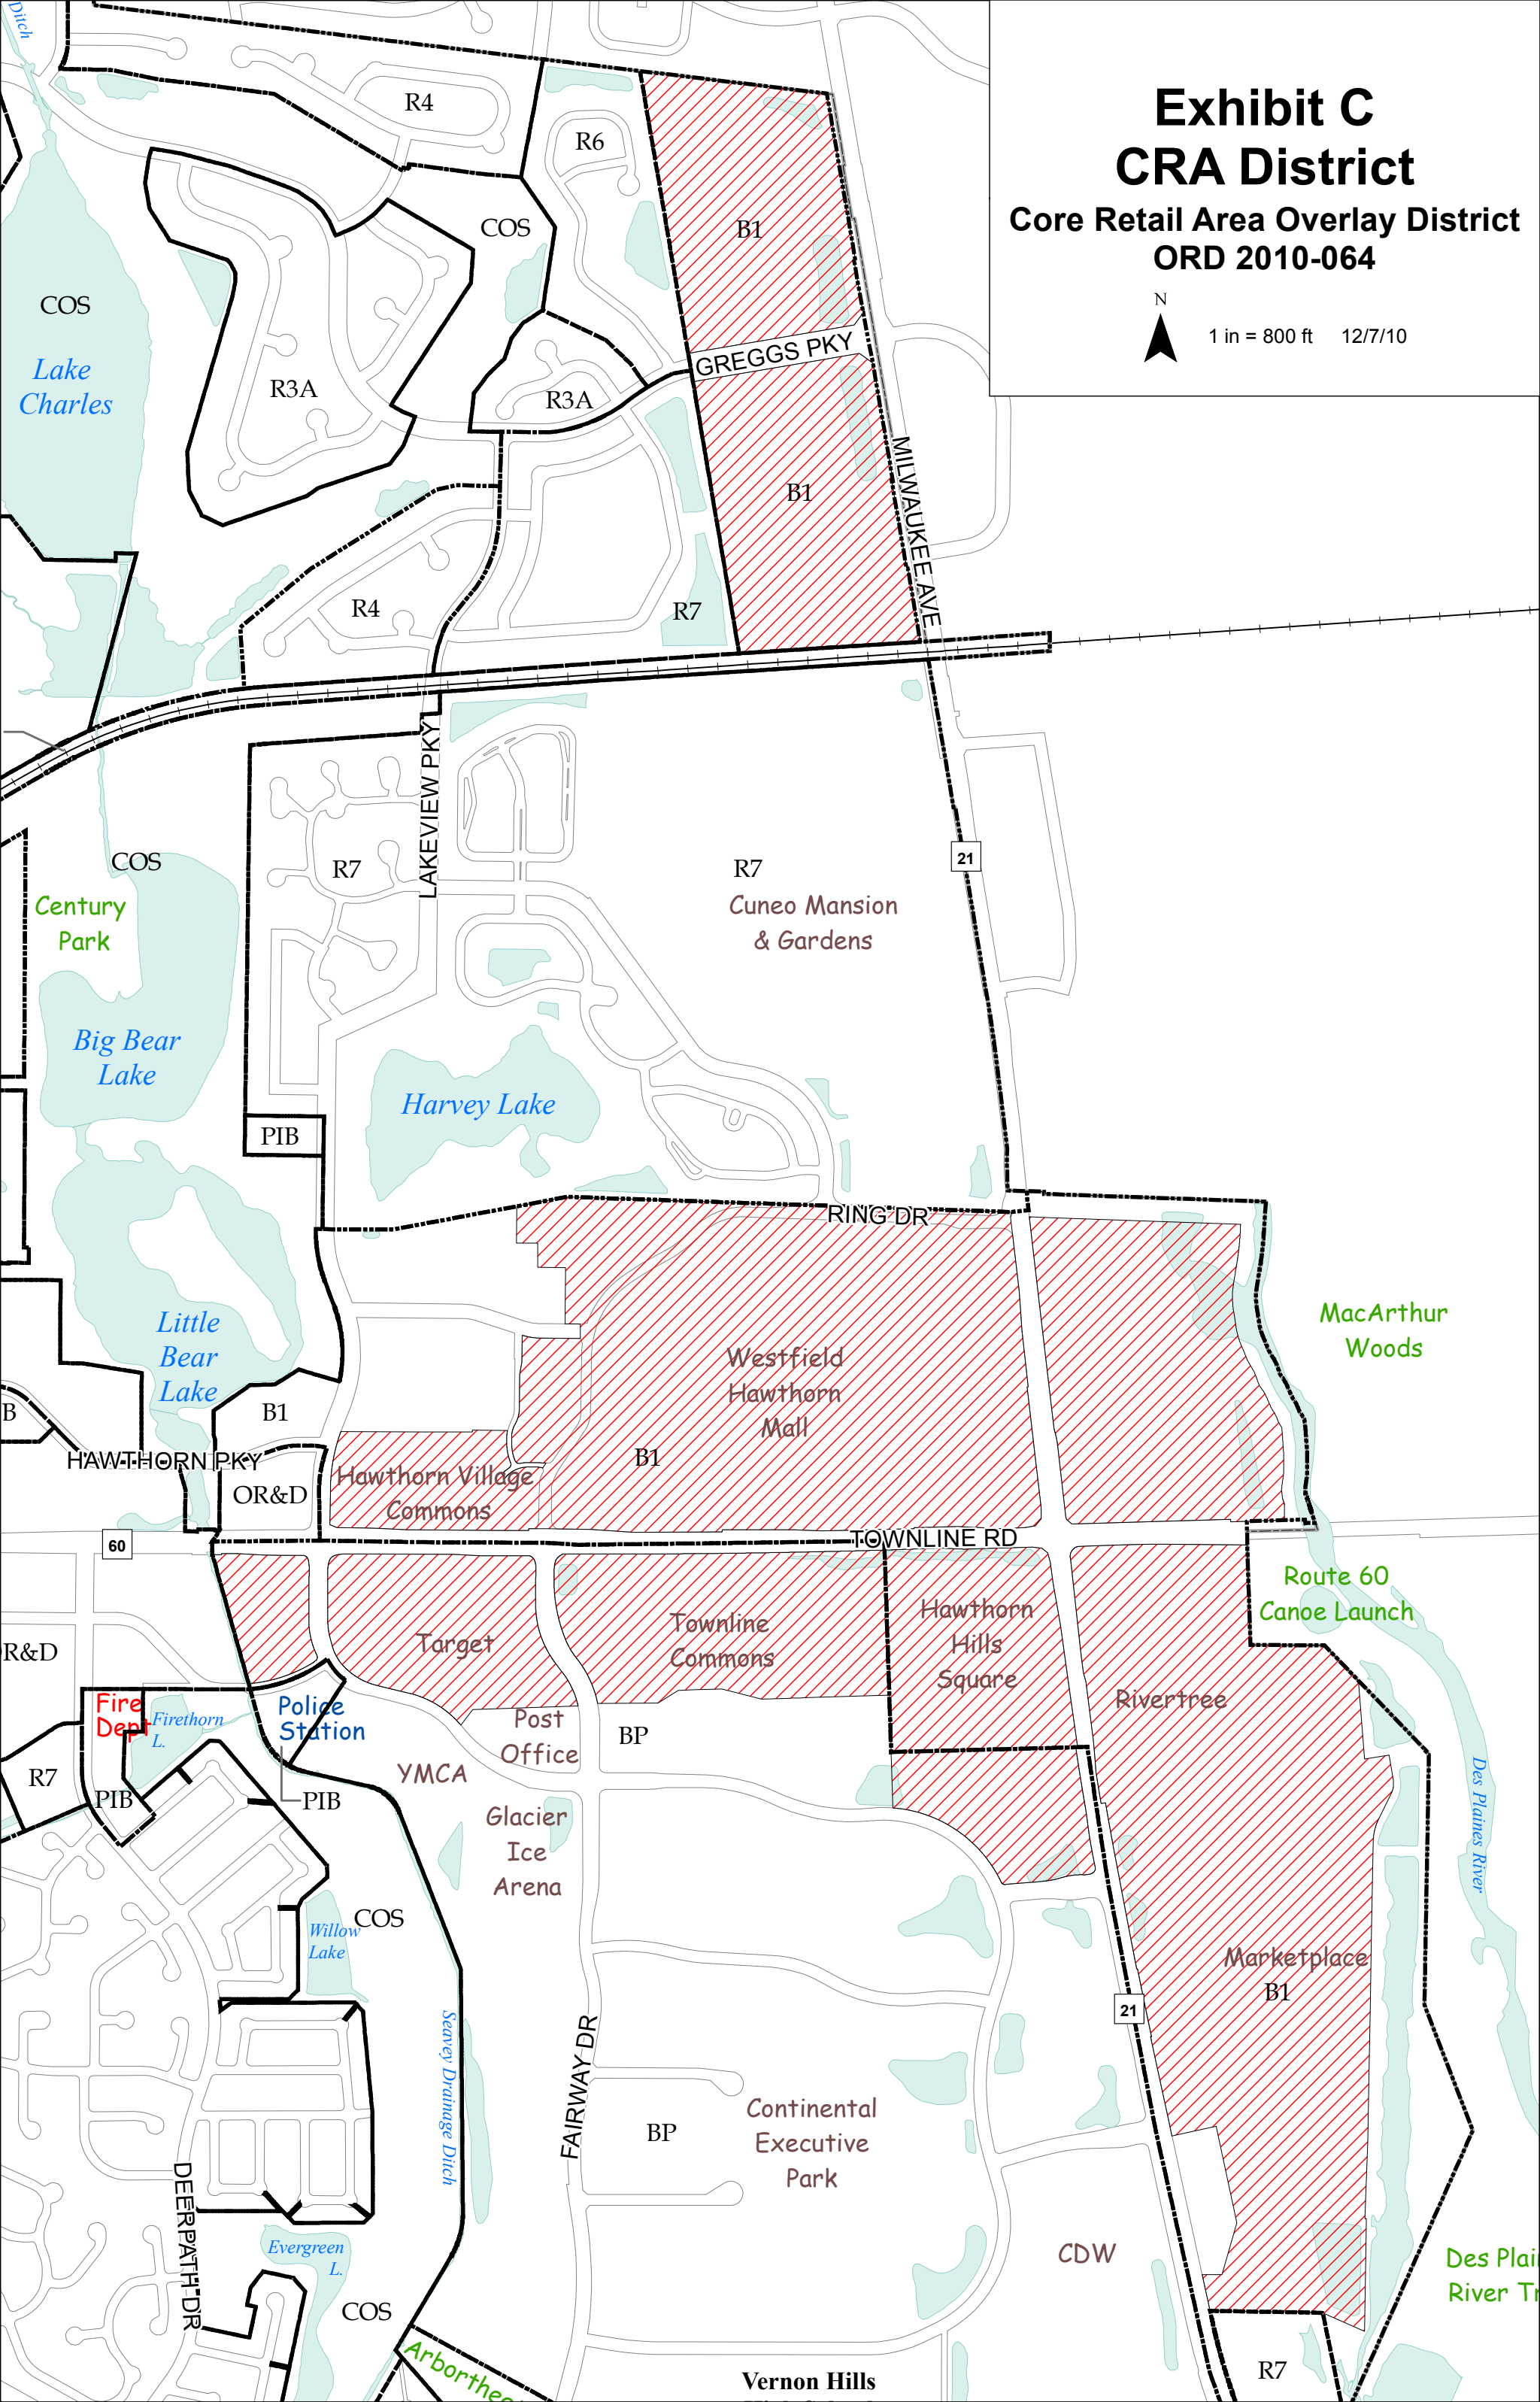 Exhibit C
CRA District
Core Retail Area Overlay District
ORD 2010-064
N
1 in = 800 ft 12/7/10
Ditch
R4
R6
COS
B1
COS
Lake
Charles
GREGGS PKY
R3A
R3A
B1
MILWAUKEE AVE
R4
R7
LAKEVIEW PKY
COS
R7
R7
21
Century
Park
Cuneo Mansion
& Gardens
Big Bear
Lake
Harvey Lake
PIB
RING DR
Little
Bear
Lake
MacArthur
Woods
Westfield
Hawthorn
Mall
B
B1
B1
HAWTHORN PKY
Hawthorn Village
Commons
OR&D
60
TOWNLINE RD
Route 60
Canoe Launch
R&D
Target
Townline
Commons
Hawthorn
Hills
Square
Rivertree
Fire
Dept
Firethorn
L.
Police
Station
Post
Office
BP
R7
PIB
PIB
YMCA
Des Plaines River
Glacier
Ice
Arena
COS
Willow
Lake
Marketplace
B1
21
Seavey Drainage Ditch
FAIRWAY DR
BP
Continental
Executive
Park
DEERPATH DR
Evergreen
L.
CDW
Des Plai
River Tr
COS
Arborthe
R7
Vernon Hills